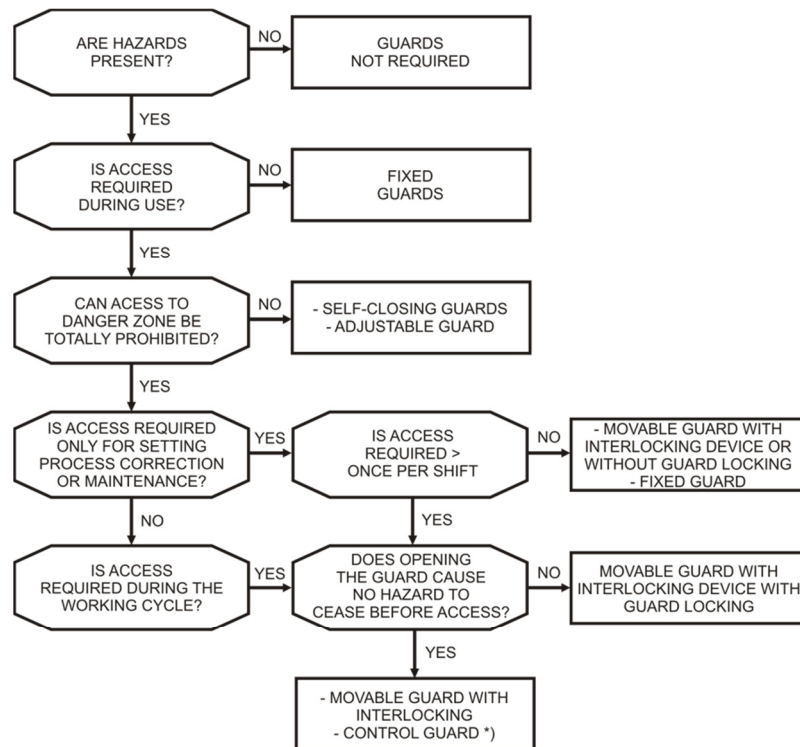 ARE HAZARDS
PRESENT?
NO
GUARDS
NOT REQUIRED
YES
IS ACCESS
REQUIRED
DURING USE?
NO
FIXED
GUARDS
YES
CAN ACESS TO
DANGER ZONE BE
TOTALLY PROHIBITED?
NO
- SELF-CLOSING GUARDS
- ADJUSTABLE GUARD
YES
IS ACCESS REQUIRED
ONLY FOR SETTING
PROCESS CORRECTION
OR MAINTENANCE?
YES
IS ACCESS
REQUIRED >
ONCE PER SHIFT
NO
- MOVABLE GUARD WITH
INTERLOCKING DEVICE OR
WITHOUT GUARD LOCKING
- FIXED GUARD
NO
YES
IS ACCESS
REQUIRED DURING THE
WORKING CYCLE?
YES
DOES OPENING
THE GUARD CAUSE
NO HAZARD TO
CEASE BEFORE ACCESS?
NO
MOVABLE GUARD WITH
INTERLOCKING DEVICE WITH
GUARD LOCKING
YES
- MOVABLE GUARD WITH
INTERLOCKING
- CONTROL GUARD *)